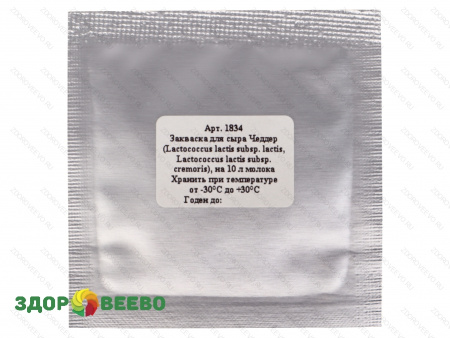 Арт. 1834
Закваска для сыра Чеддер
(Lactococcus lactis subsp. lactis,
Lactococcus lactis subsp.
cremoris), на 10 л молока
Хранить при температуре
от -30°С до +30°С
Годен до:
ЗДОРОВЕЕВО